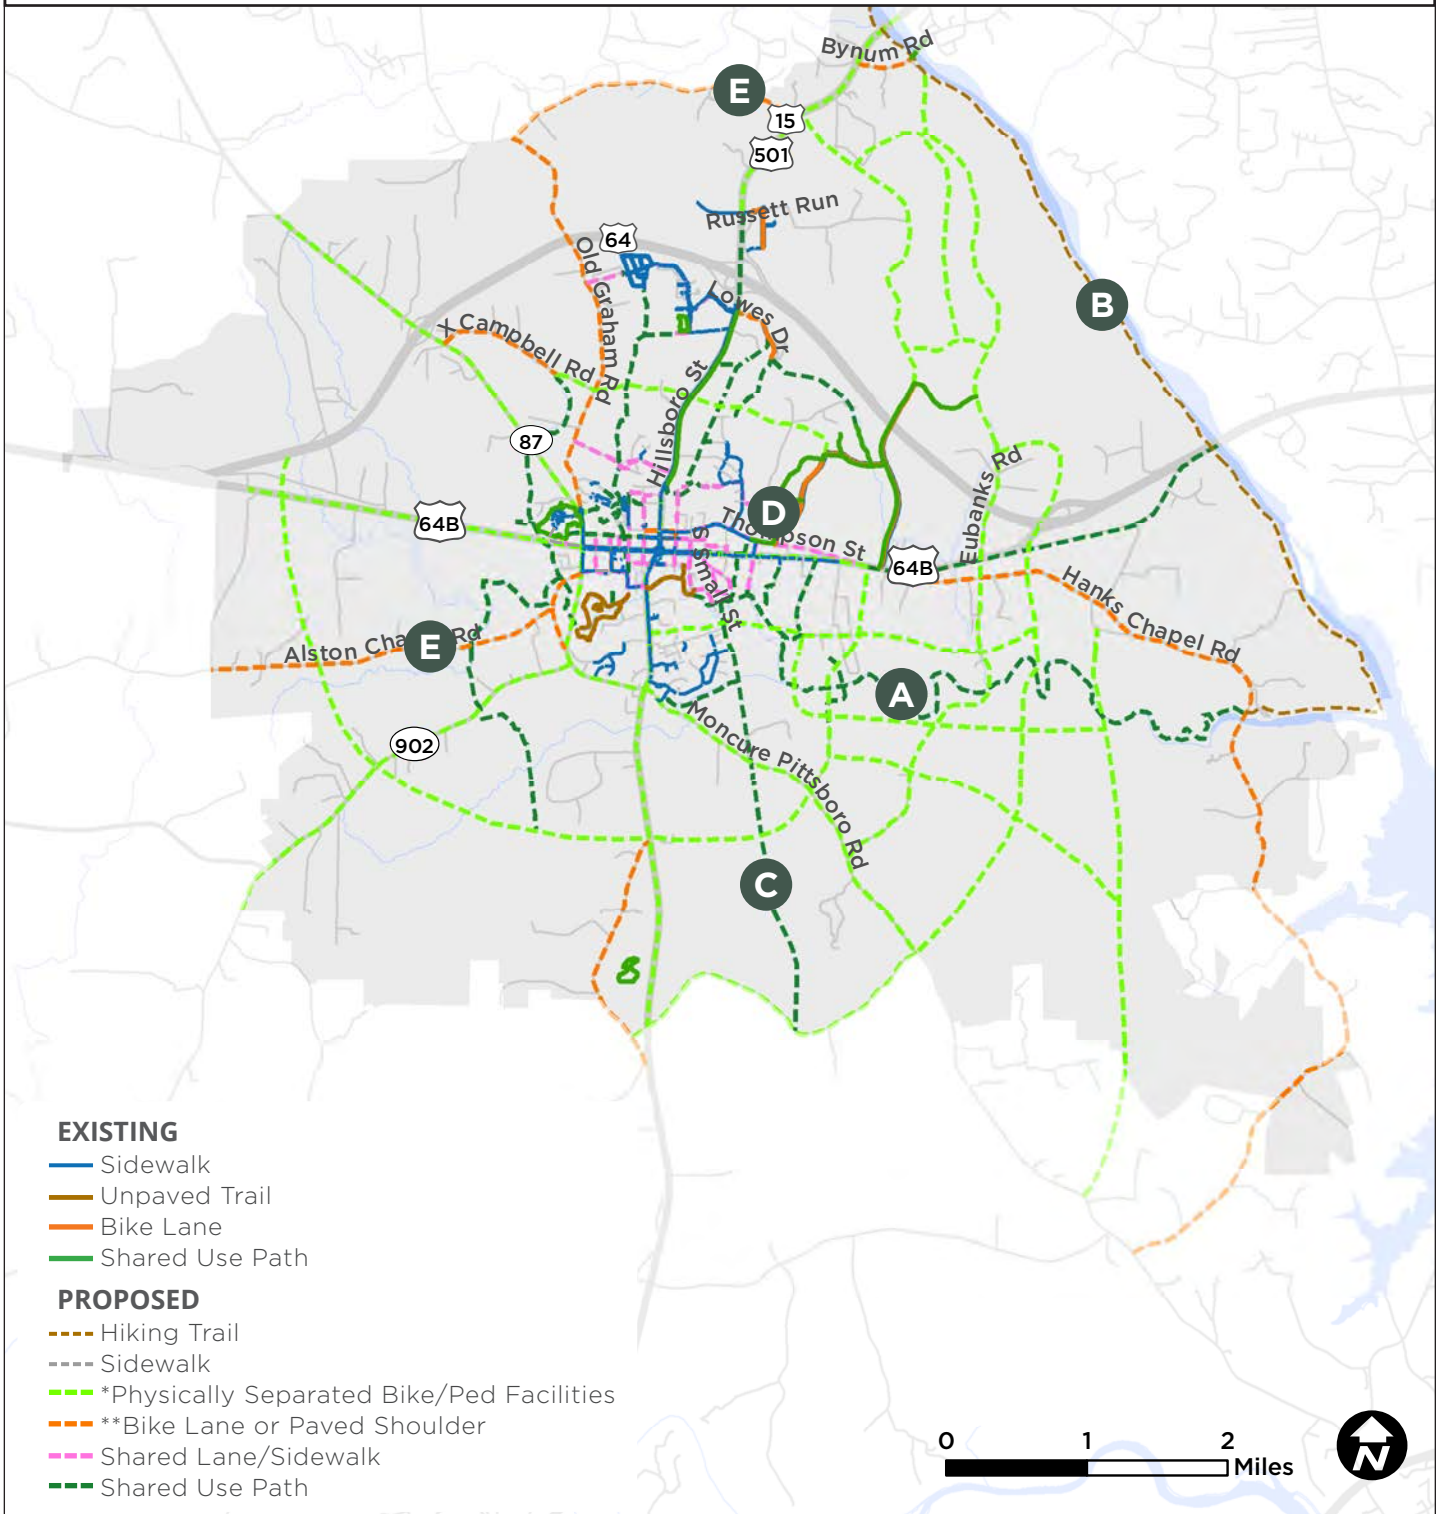 Bynum Rd
E
15
501
Russett Run
64
Old Graham Rd
Lowes Dr
B
X Campbell Rd
Hillsboro St
87
64B
D
Thompson St
Eubanks Rd
64B
S Small St
Hanks Chapel Rd
Alston Cha
Rd
E
A
902
Moncure Pittsboro Rd
C
EXISTING
Sidewalk
Unpaved Trail
Bike Lane
Shared Use Path
PROPOSED
Hiking Trail
Sidewalk
*Physically Separated Bike/Ped Facilities
**Bike Lane or Paved Shoulder
Shared Lane/Sidewalk
Shared Use Path
0 1 2
Miles
N